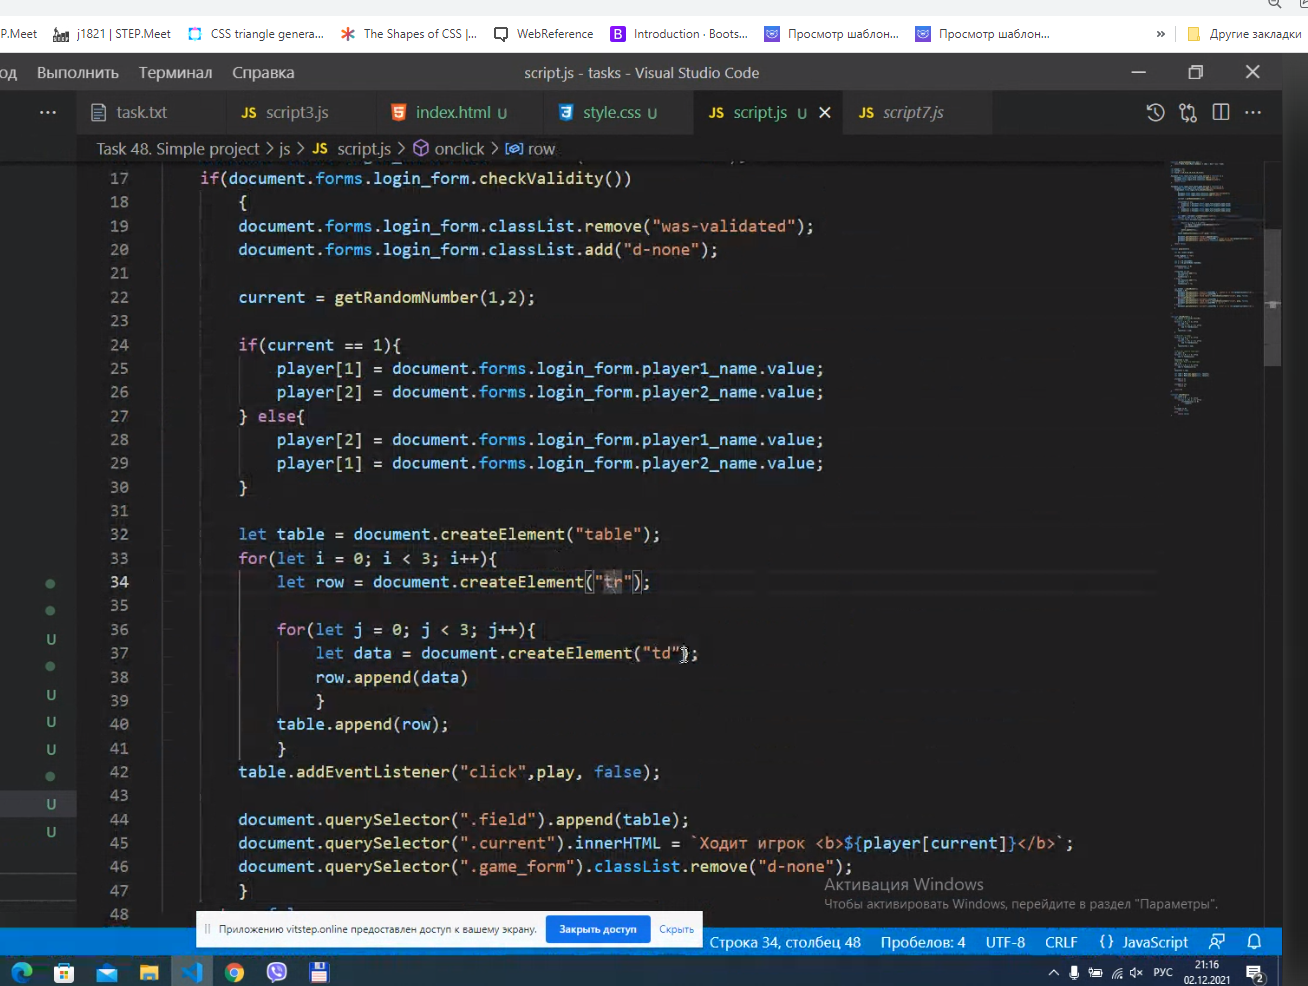 P.Meet j1821 | STEP.Meet CSS triangle genera... The Shapes of CSS |... WebReference Introduction · Boots... Просмотр шаблон... Просмотр шаблон... » Другие закладки
од Выполнить Терминал Справка script.js - tasks - Visual Studio Code
··· task.txt JS script3.js index.html U style.css U JS script.js U JS script7.js ···
Task 48. Simple project > js > JS script.js > onclick > row
17 if(document.forms.login_form.checkValidity())
18 {
19 document.forms.login_form.classList.remove("was-validated");
20 document.forms.login_form.classList.add("d-none");
21
22 current = getRandomNumber(1,2);
23
24 if(current == 1){
25 player[1] = document.forms.login_form.player1_name.value;
26 player[2] = document.forms.login_form.player2_name.value;
27 } else{
28 player[2] = document.forms.login_form.player1_name.value;
29 player[1] = document.forms.login_form.player2_name.value;
30 }
31
32 let table = document.createElement("table");
33 for(let i = 0; i < 3; i++){
34 let row = document.createElement("tr");
35
36 for(let j = 0; j < 3; j++){
37 let data = document.createElement("td");
38 row.append(data)
39 }
40 table.append(row);
41 }
42 table.addEventListener("click",play, false);
43
44 document.querySelector(".field").append(table);
45 document.querySelector(".current").innerHTML = `Ходит игрок <b>${player[current]}</b>`;
46 document.querySelector(".game_form").classList.remove("d-none");
47 }
48
U
U
U
U
U
U
Активация Windows
Чтобы активировать Windows, перейдите в раздел "Параметры".
Приложению vitstep.online предоставлен доступ к вашему экрану. Закрыть доступ Скрыть
Строка 34, столбец 48 Пробелов: 4 UTF-8 CRLF {} JavaScript
РУС 21:16
02.12.2021
2